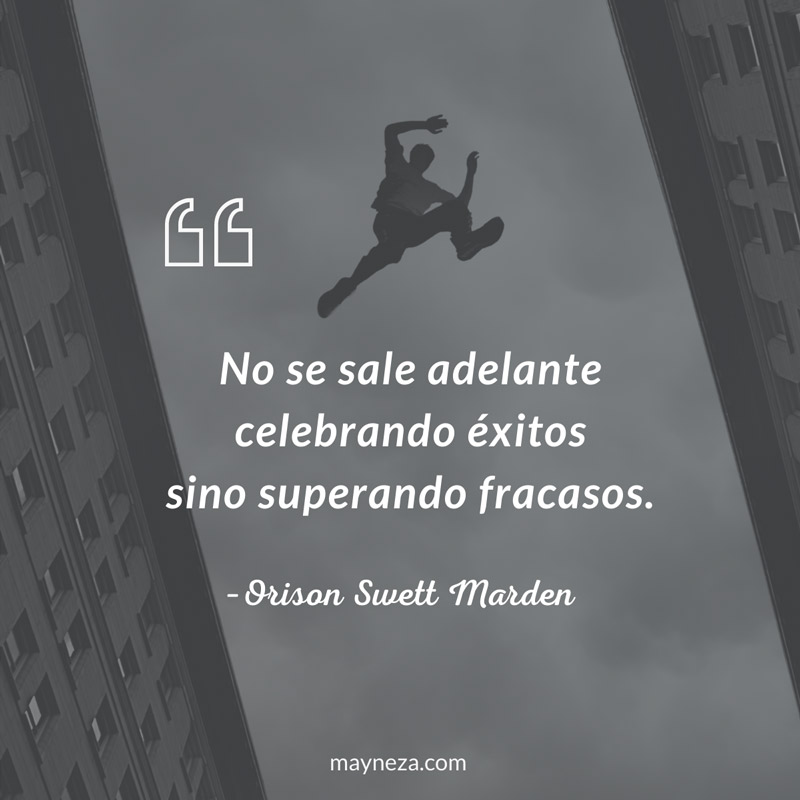 No se sale adelante
celebrando éxitos
sino superando fracasos.
-Orison Swett Marden
mayneza.com